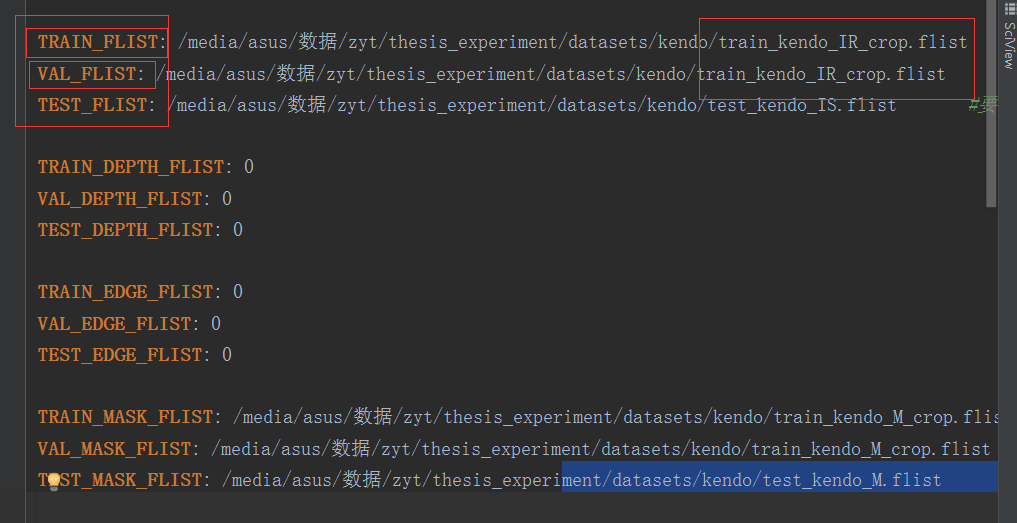 TRAIN_FLIST: /media/asus/数据/zyt/thesis_experiment/datasets/kendo/train_kendo_IR_crop.flist
VAL_FLIST: /media/asus/数据/zyt/thesis_experiment/datasets/kendo/train_kendo_IR_crop.flist
TEST_FLIST: /media/asus/数据/zyt/thesis_experiment/datasets/kendo/test_kendo_IS.flist #要
TRAIN_DEPTH_FLIST: 0
VAL_DEPTH_FLIST: 0
TEST_DEPTH_FLIST: 0
TRAIN_EDGE_FLIST: 0
VAL_EDGE_FLIST: 0
TEST_EDGE_FLIST: 0
TRAIN_MASK_FLIST: /media/asus/数据/zyt/thesis_experiment/datasets/kendo/train_kendo_M_crop.flis
VAL_MASK_FLIST: /media/asus/数据/zyt/thesis_experiment/datasets/kendo/train_kendo_M_crop.flist
TEST_MASK_FLIST: /media/asus/数据/zyt/thesis_experiment/datasets/kendo/test_kendo_M.flist
SciView